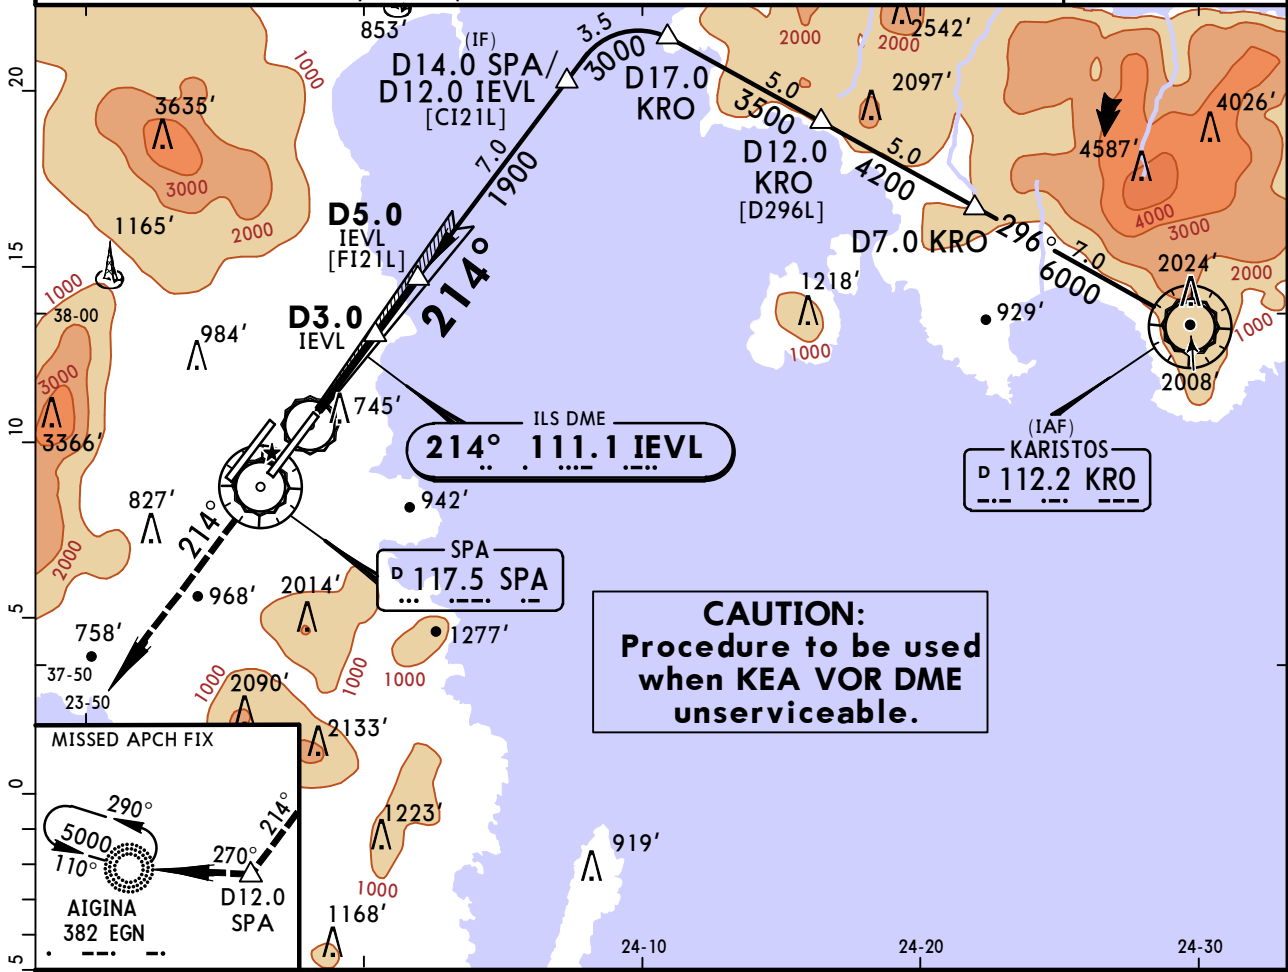 853'
(IF)
D14.0 SPA/
D12.0 IEVL
[CI21L]
3.5
3000
D17.0
KRO
2000
2542'
2000
2097'
5.0
3500
D12.0
KRO
[D296L]
5.0
4200
4587'
4026'
4000
3000
2000
1000
D7.0 KRO
296°
7.0
6000
2024'
2008'
1000
20
3635'
3000
2000
1165'
7.0
1900
D5.0
IEVL
[FI21L]
214°
D3.0
IEVL
15
1000
38-00
984'
3000
3366'
2000
10
745'
1218'
1000
929'
ILS DME
214° 111.1 IEVL
(IAF)
KARISTOS
D 112.2 KRO
827'
214°
942'
SPA
D 117.5 SPA
968'
2014'
1277'
1000
1000
5
758'
37-50
23-50
1000
2090'
2133'
CAUTION:
Procedure to be used
when KEA VOR DME
unserviceable.
MISSED APCH FIX
0
290°
5000
110°
214°
270°
D12.0
SPA
AIGINA
382 EGN
1223'
1000
919'
1168'
5
24-10
24-20
24-30